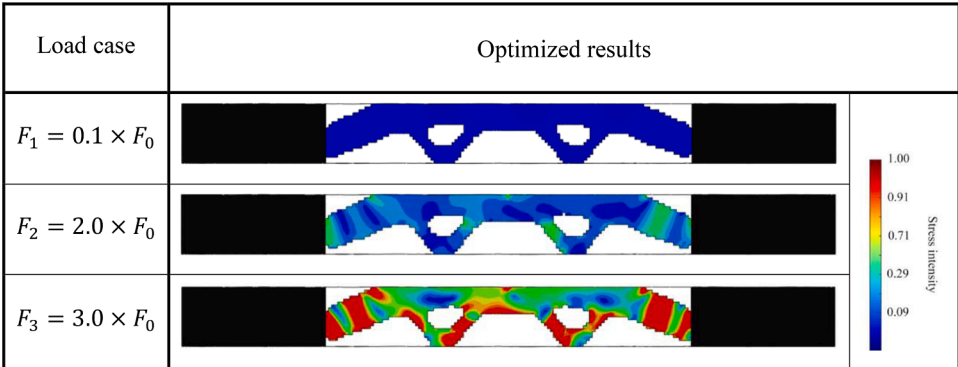 Load case
Optimized results
F₁ = 0.1 × F₀
F₂ = 2.0 × F₀
F₃ = 3.0 × F₀
1.00
0.91
0.71
0.29
0.09
Stress intensity